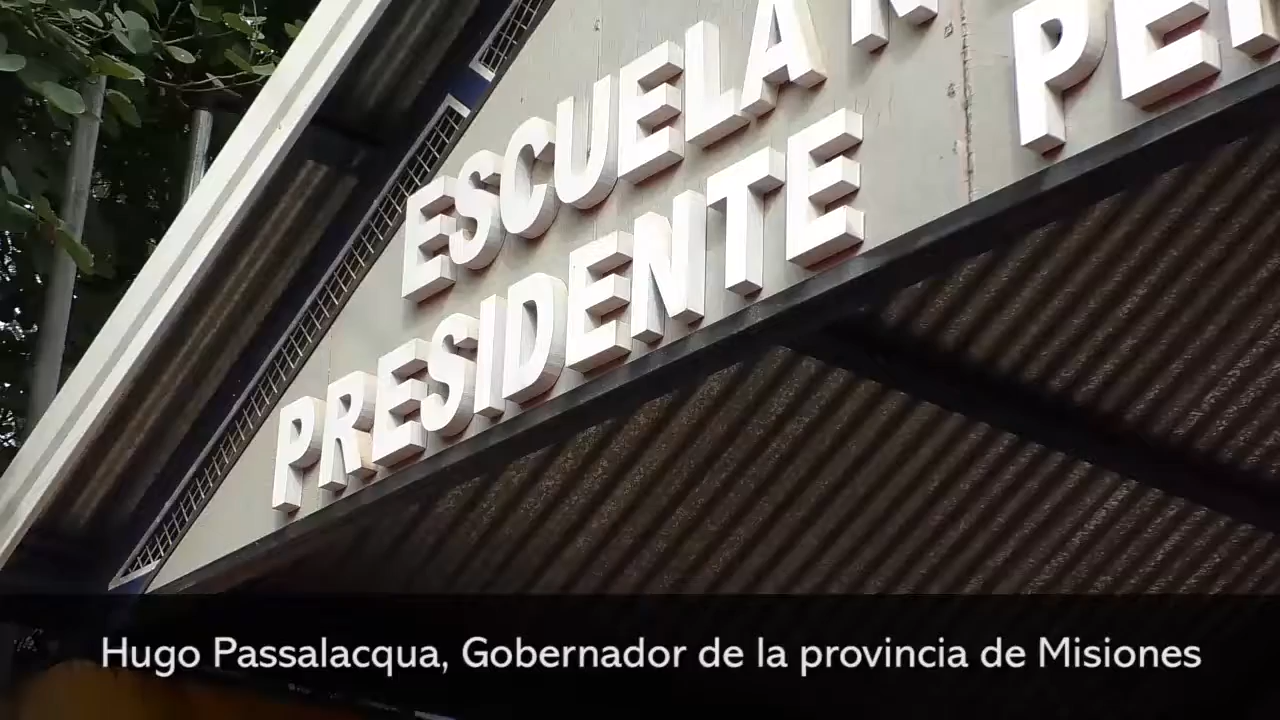 ESCUELA
PRESIDENTE
Hugo Passalacqua, Gobernador de la provincia de Misiones